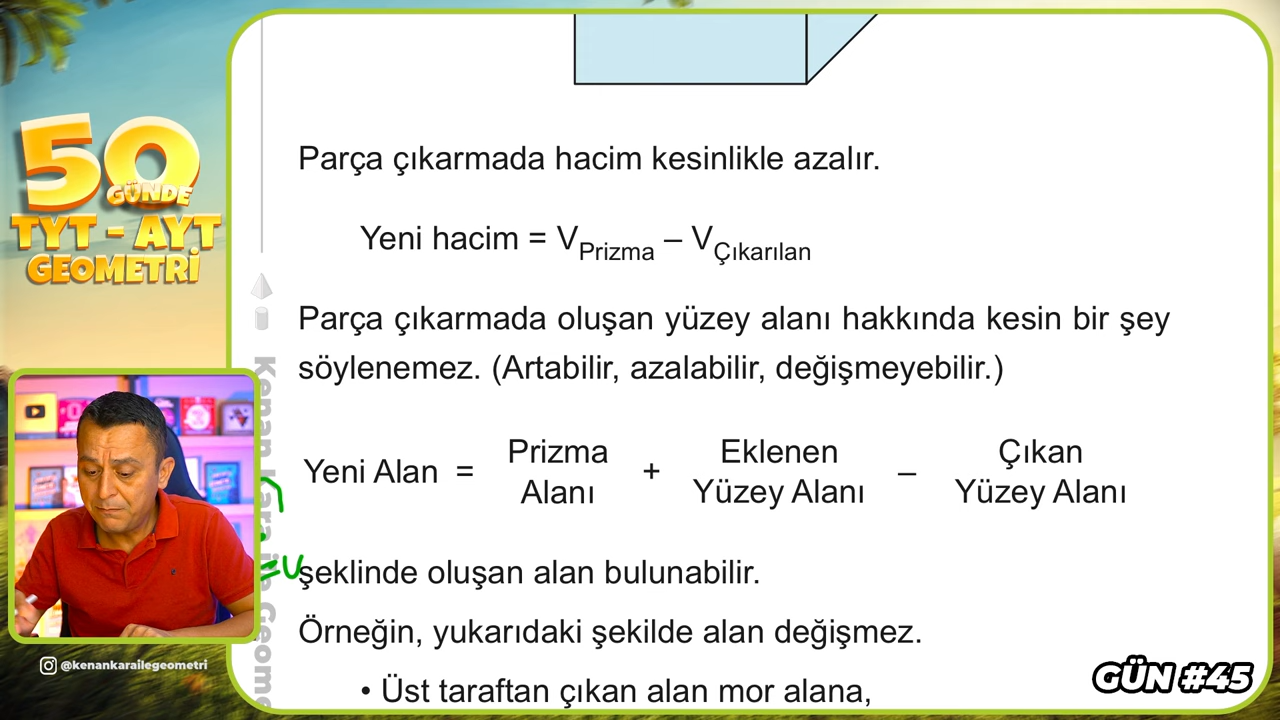 50
GÜNDE
TYT - AYT
GEOMETRİ
Parça çıkarmada hacim kesinlikle azalır.
Yeni hacim = VPrizma – VÇıkarılan
Parça çıkarmada oluşan yüzey alanı hakkında kesin bir şey
söylenemez. (Artabilir, azalabilir, değişmeyebilir.)
Yeni Alan = Prizma Alanı + Eklenen Yüzey Alanı – Çıkan Yüzey Alanı
şeklinde oluşan alan bulunabilir.
Örneğin, yukarıdaki şekilde alan değişmez.
• Üst taraftan çıkan alan mor alana,
@kenankarailegeometri
GÜN #45